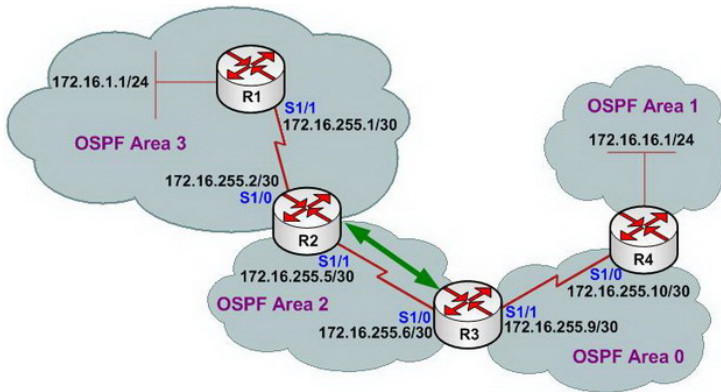 172.16.1.1/24
R1
S1/1
172.16.255.1/30
OSPF Area 3
172.16.255.2/30
S1/0
R2
S1/1
172.16.255.5/30
OSPF Area 2
S1/0
172.16.255.6/30
R3
S1/1
172.16.255.9/30
OSPF Area 1
172.16.16.1/24
R4
S1/0
172.16.255.10/30
OSPF Area 0